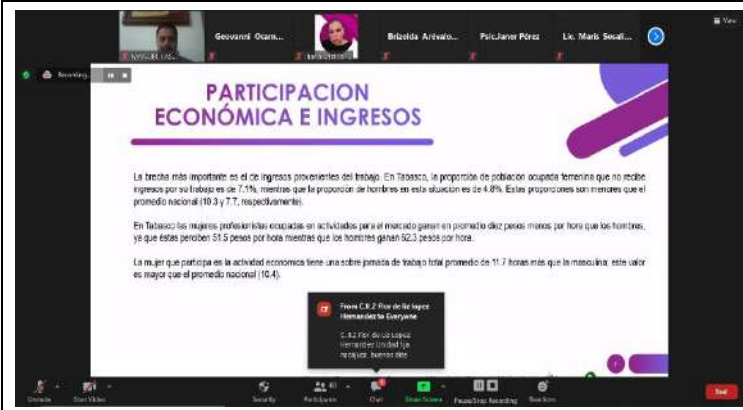 View
Geovanni Ocam...
Brizeida Arévalo...
Psic.Janer Pérez
Lic. Maris Sosali...
Recording...
PARTICIPACION
ECONÓMICA E INGRESOS
La brecha más importante es el de ingresos provenientes del trabajo. En Tabasco, la proporción de población ocupada femenina que no recibe
ingresos por su trabajo es de 7.1%, mientras que la proporción de hombres en esta situación es de 4.8%. Estas proporciones son menores que el
promedio nacional (10.3 y 7.7, respectivamente).
En Tabasco las mujeres profesionistas ocupadas en actividades para el mercado ganan en promedio diez pesos menos por hora que los hombres,
ya que éstas perciben 51.5 pesos por hora mientras que los hombres ganan 62.3 pesos por hora.
La mujer que participa en la actividad económica tiene una sobre jornada de trabajo total promedio de 11.7 horas más que la masculina; este valor
es mayor que el promedio nacional (10.4).
From C.II.2 Flor de liz lopez
Hernandez to Everyone
C.II.2 Flor de Liz Lopez
Hernandez Unidad
nacajuca, buenos
Unmute
Start Video
Security
Participants
Chat
Share Screen
Pause/Stop Recording
Reactions
End